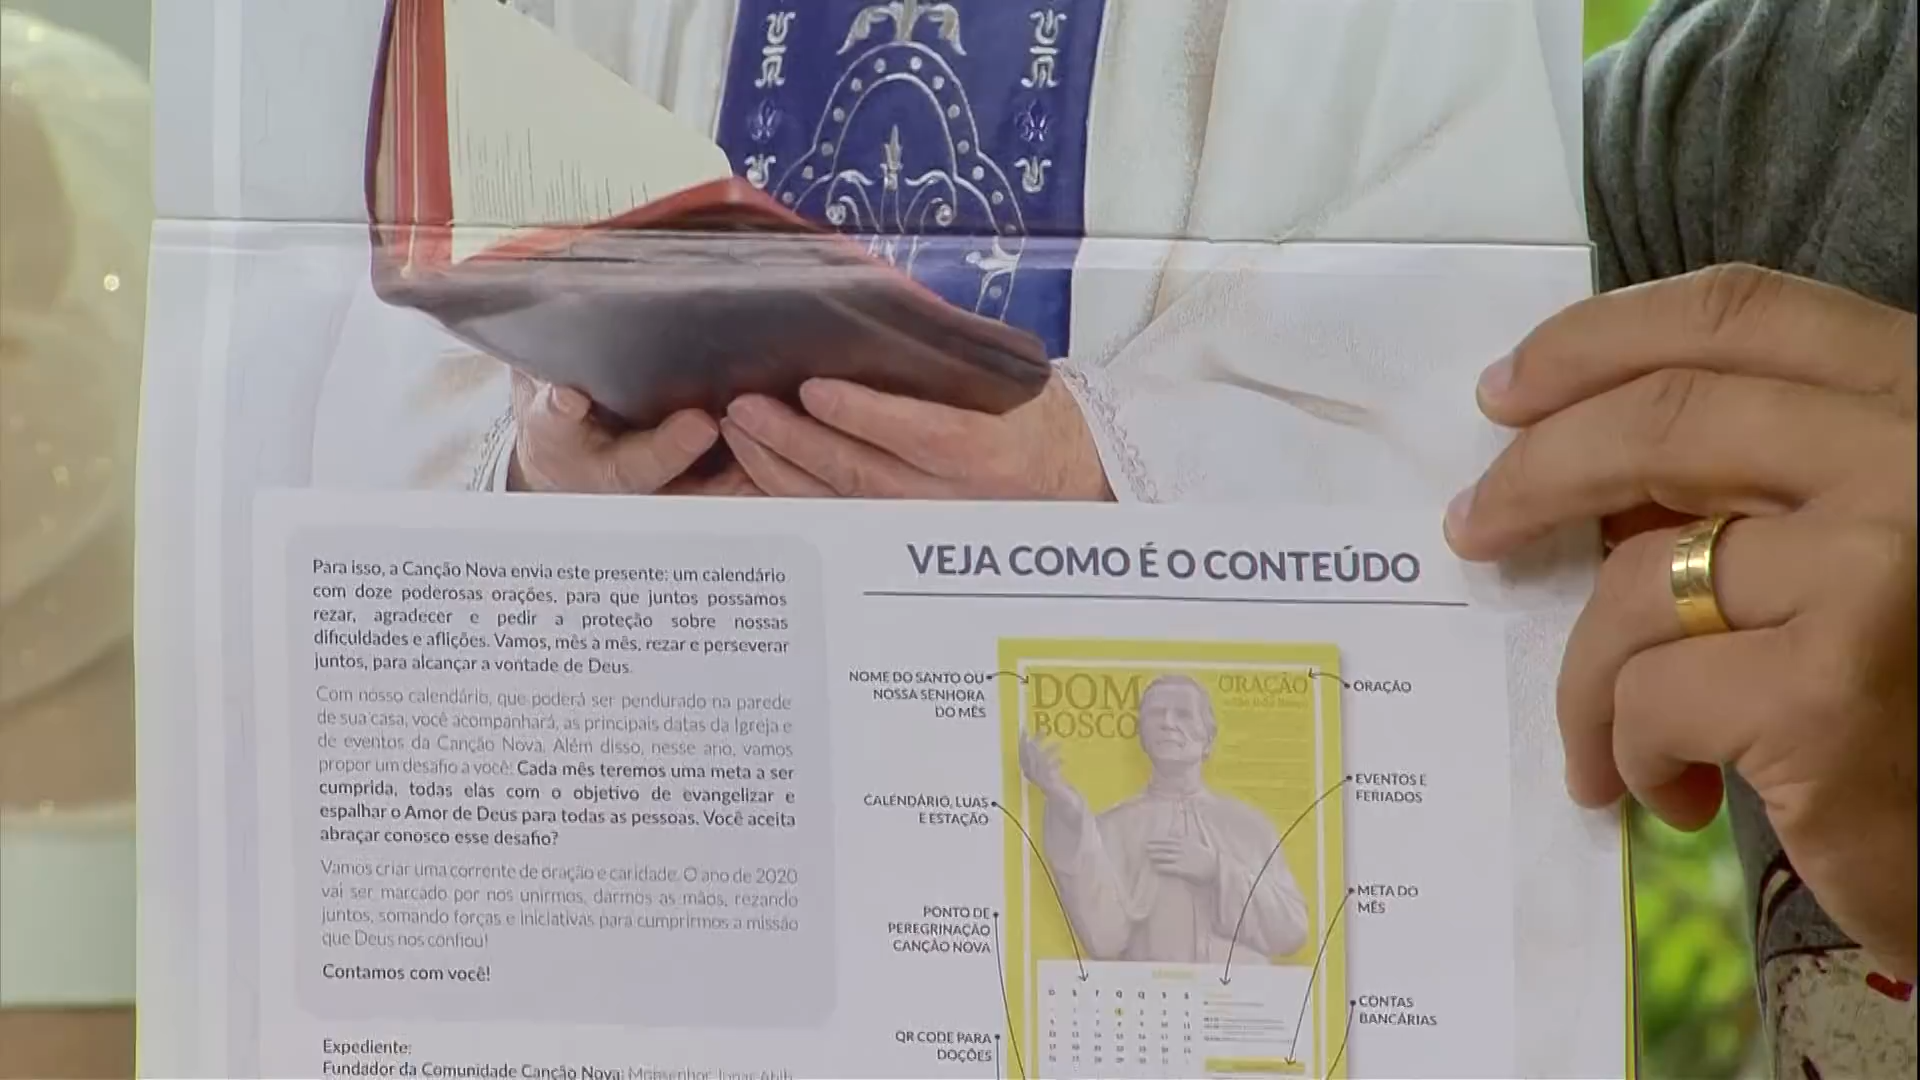 Para isso, a Canção Nova envia este presente: um calendário
com doze poderosas orações, para que juntos possamos
rezar, agradecer e pedir a proteção sobre nossas
dificuldades e aflições. Vamos, mês a mês, rezar e perseverar
juntos, para alcançar a vontade de Deus.
Com nosso calendário, que poderá ser pendurado na parede
de sua casa, você acompanhará, as principais datas da Igreja e
de eventos da Canção Nova. Além disso, nesse ano, vamos
propor um desafio a você: Cada mês teremos uma meta a ser
cumprida, todas elas com o objetivo de evangelizar e
espalhar o Amor de Deus para todas as pessoas. Você aceita
abraçar conosco esse desafio?
Vamos criar uma corrente de oração e caridade. O ano de 2020
vai ser marcado por nos unirmos, darmos as mãos, rezando
juntos, somando forças e iniciativas para cumprirmos a missão
que Deus nos confiou!
Contamos com você!
Expediente:
Fundador da Comunidade Canção Nova: Monsenhor Jonas Abib
VEJA COMO É O CONTEÚDO
NOME DO SANTO OU
NOSSA SENHORA
DO MÊS
CALENDÁRIO, LUAS
E ESTAÇÃO
PONTO DE
PEREGRINAÇÃO
CANÇÃO NOVA
QR CODE PARA
DOÇÕES
DOM
BOSCO
ORAÇÃO
D S T Q Q S S
ORAÇÃO
EVENTOS E
FERIADOS
META DO
MÊS
CONTAS
BANCÁRIAS